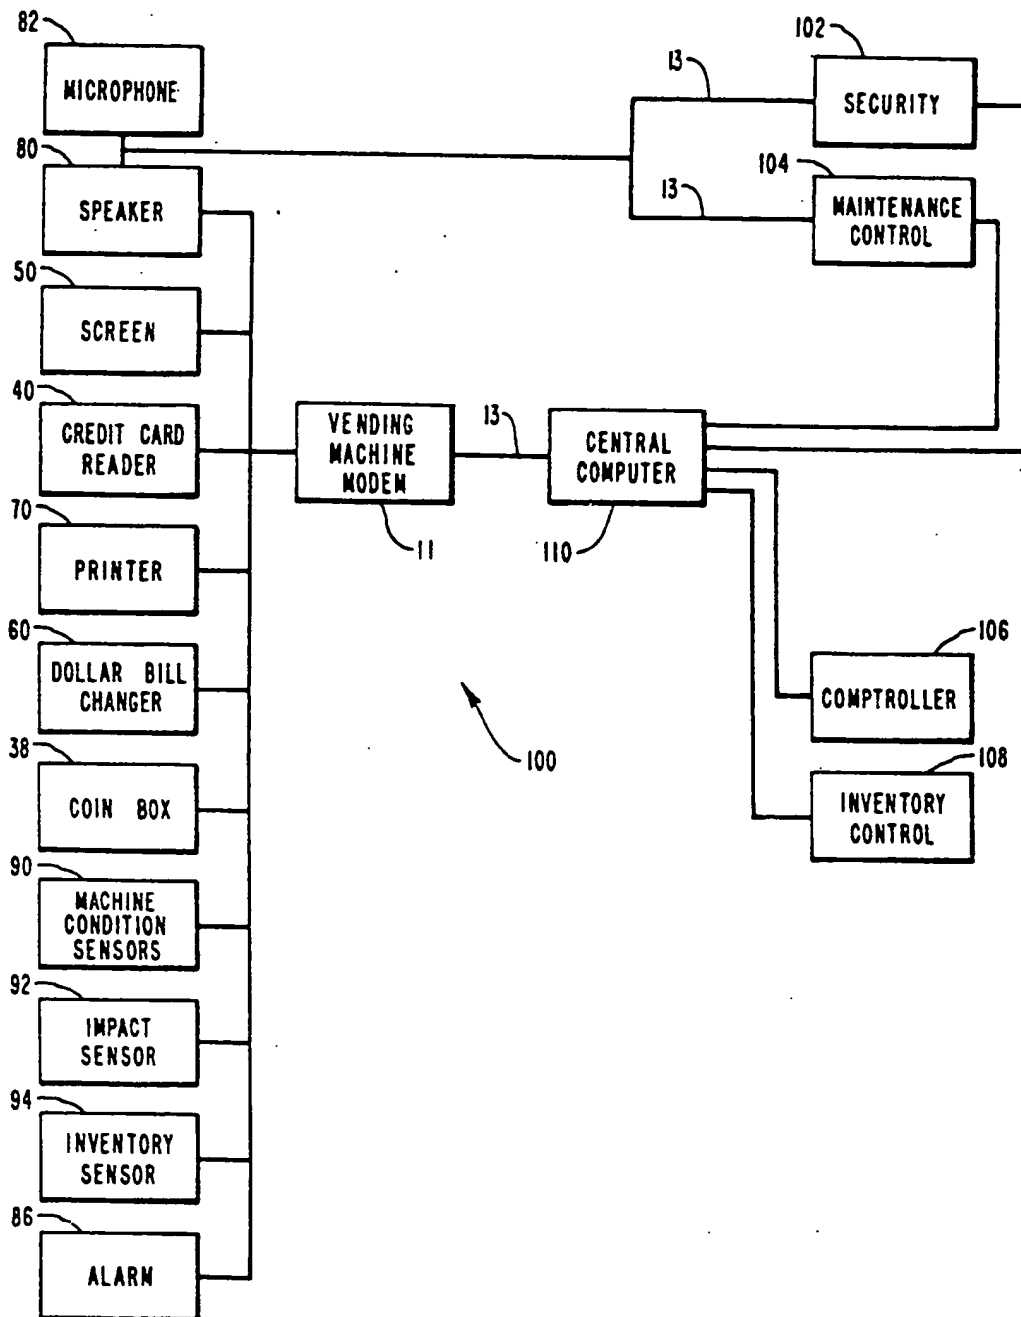 82
MICROPHONE
80
SPEAKER
50
SCREEN
40
CREDIT CARD
READER
70
PRINTER
60
DOLLAR BILL
CHANGER
38
COIN BOX
90
MACHINE
CONDITION
SENSORS
92
IMPACT
SENSOR
94
INVENTORY
SENSOR
86
ALARM
VENDING
MACHINE
MODEM
11
13
CENTRAL
COMPUTER
110
13
102
SECURITY
13
104
MAINTENANCE
CONTROL
106
COMPTROLLER
108
INVENTORY
CONTROL
100